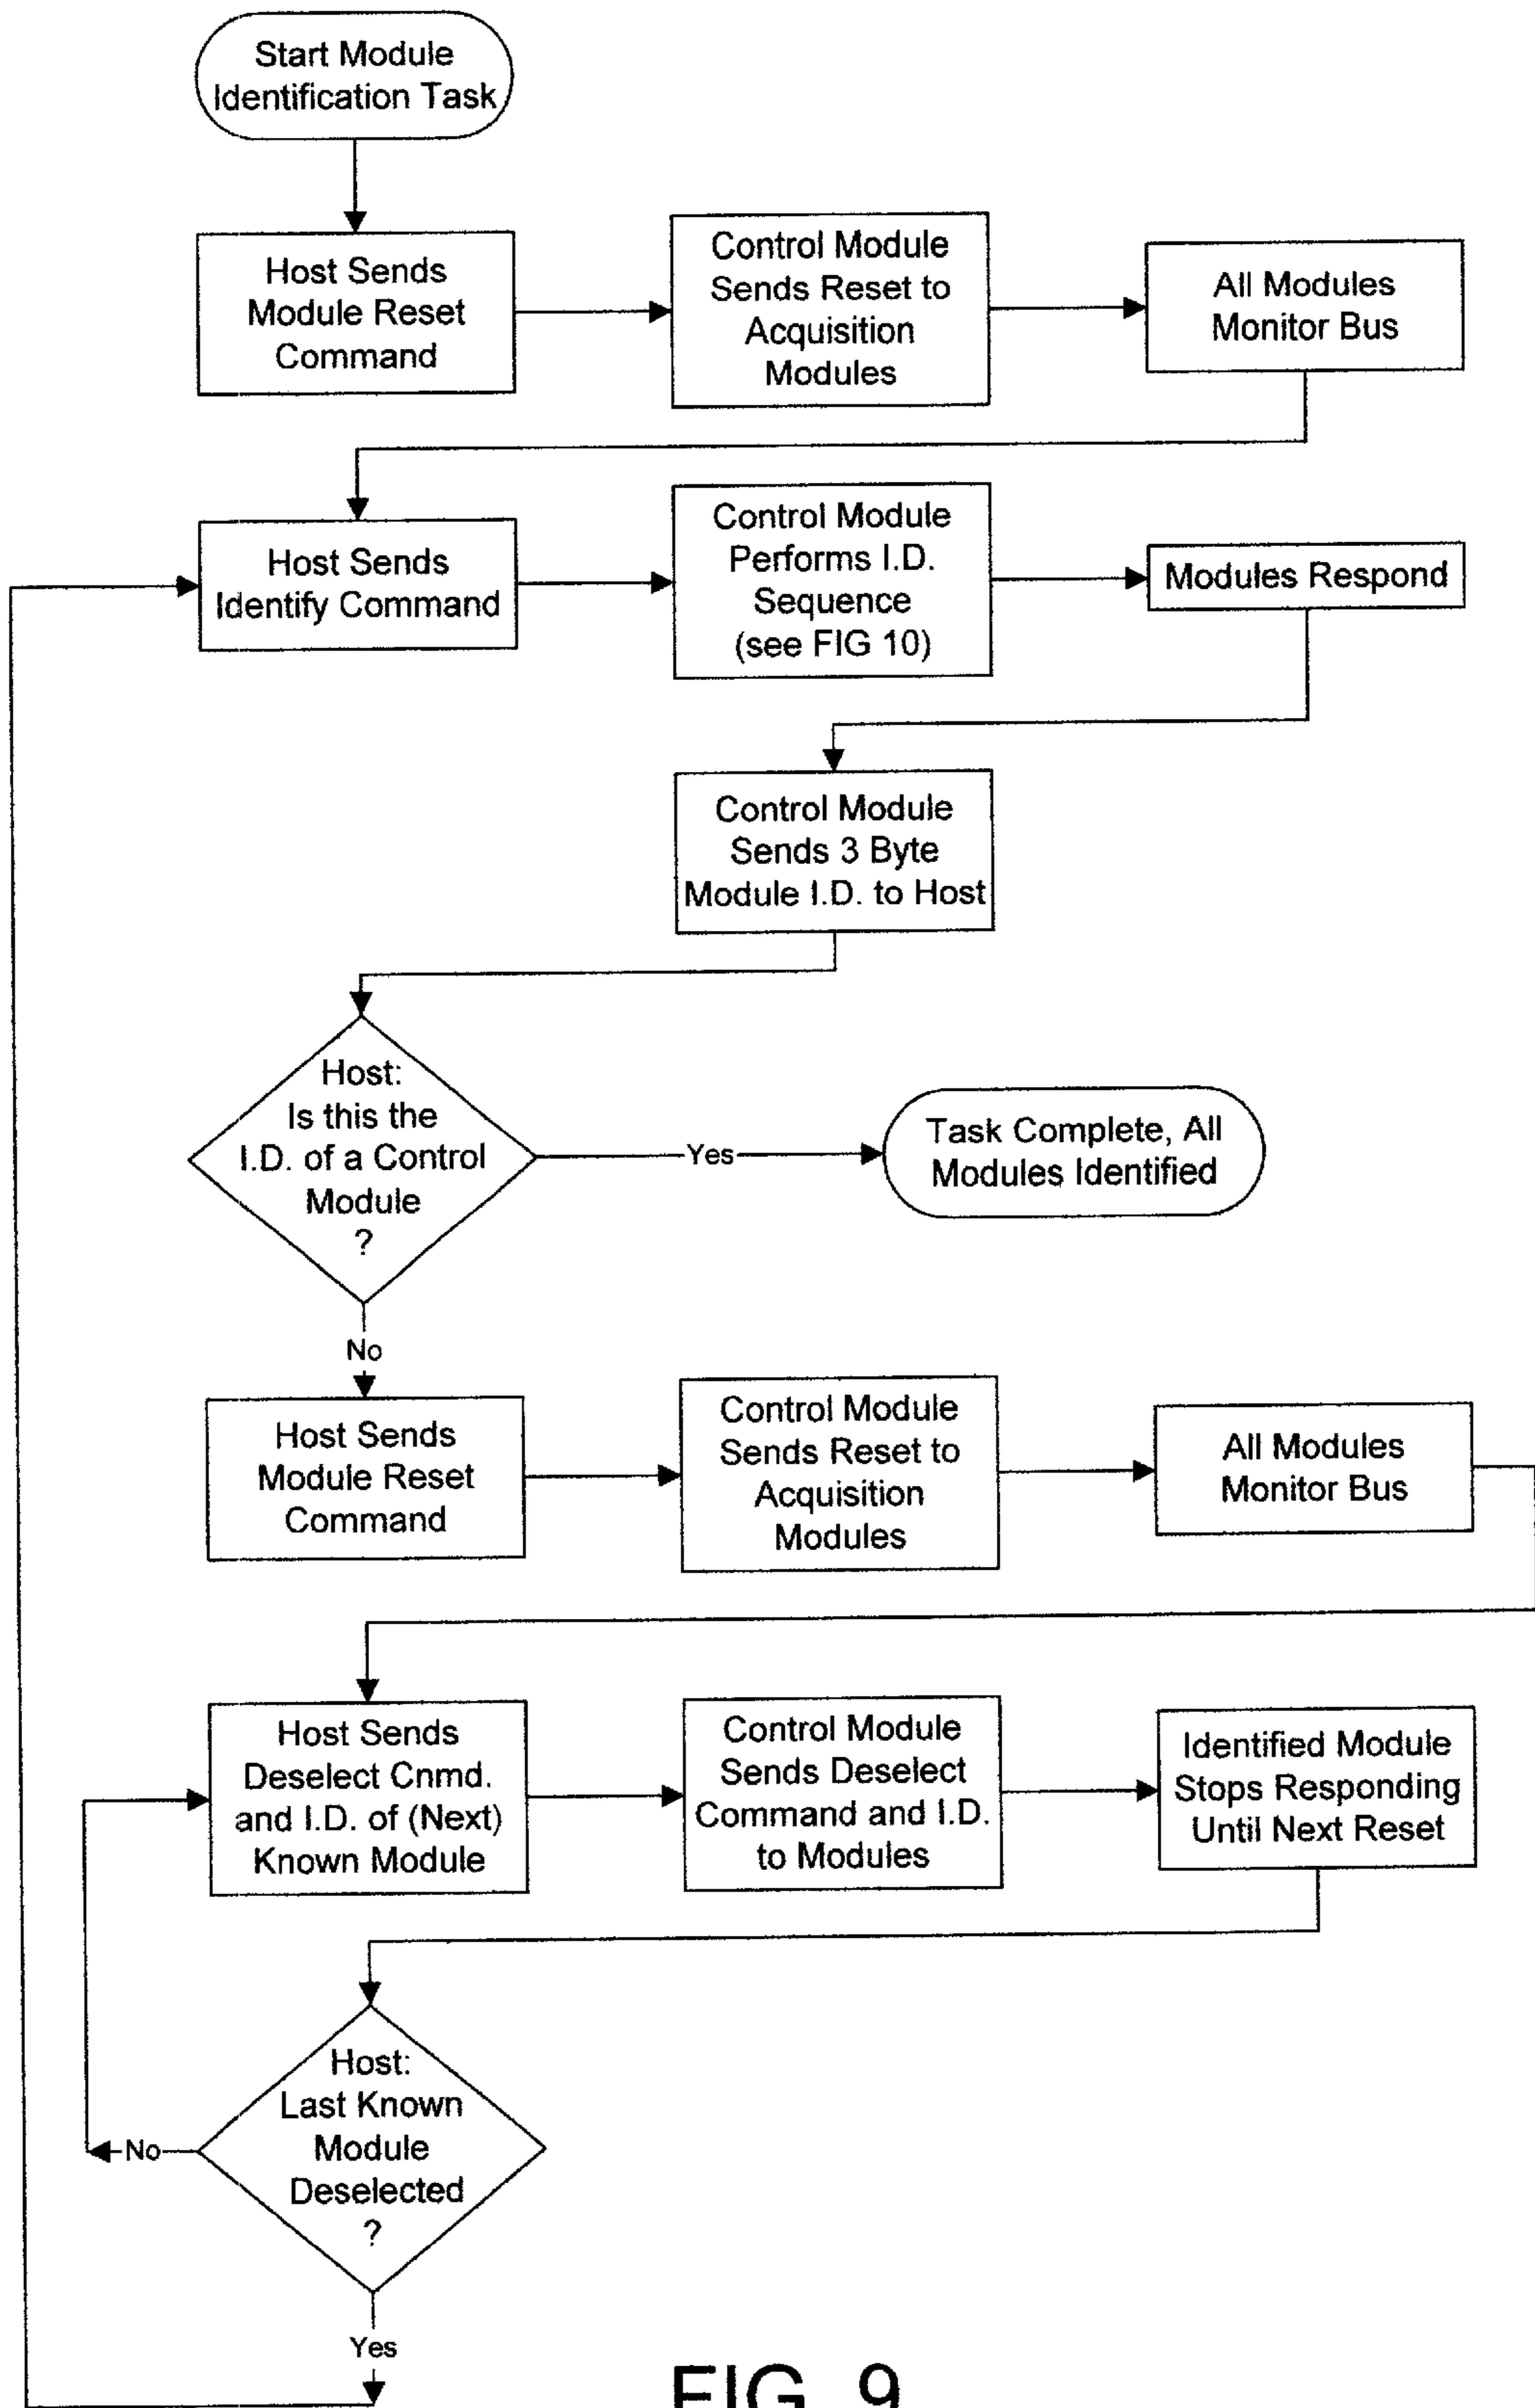 Start Module
Identification Task
Host Sends
Module Reset
Command
Control Module
Sends Reset to
Acquisition
Modules
All Modules
Monitor Bus
Host Sends
Identify Command
Control Module
Performs I.D.
Sequence
(see FIG 10)
Modules Respond
Control Module
Sends 3 Byte
Module I.D. to Host
Host:
Is this the
I.D. of a Control
Module
?
Yes
Task Complete, All
Modules Identified
No
Host Sends
Module Reset
Command
Control Module
Sends Reset to
Acquisition
Modules
All Modules
Monitor Bus
Host Sends
Deselect Cnmd.
and I.D. of (Next)
Known Module
Control Module
Sends Deselect
Command and I.D.
to Modules
Identified Module
Stops Responding
Until Next Reset
Host:
Last Known
Module
Deselected
?
No
Yes
FIG. 9